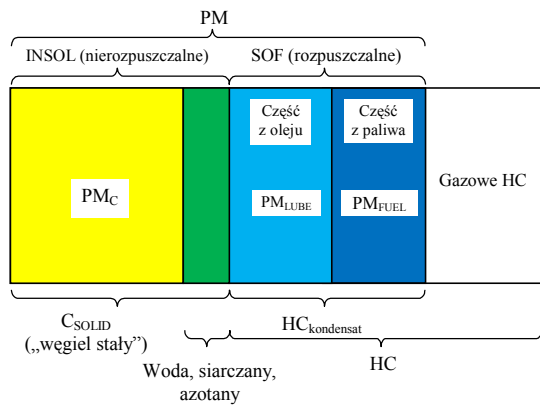 PM
INSOL (nierozpuszczalne)
SOF (rozpuszczalne)
Część
z oleju
Część
z paliwa
Gazowe HC
PMC
PMLUBE
PMFUEL
CSOLID
(„węgiel stały”)
HCkondensat
Woda, siarczany,
azotany
HC